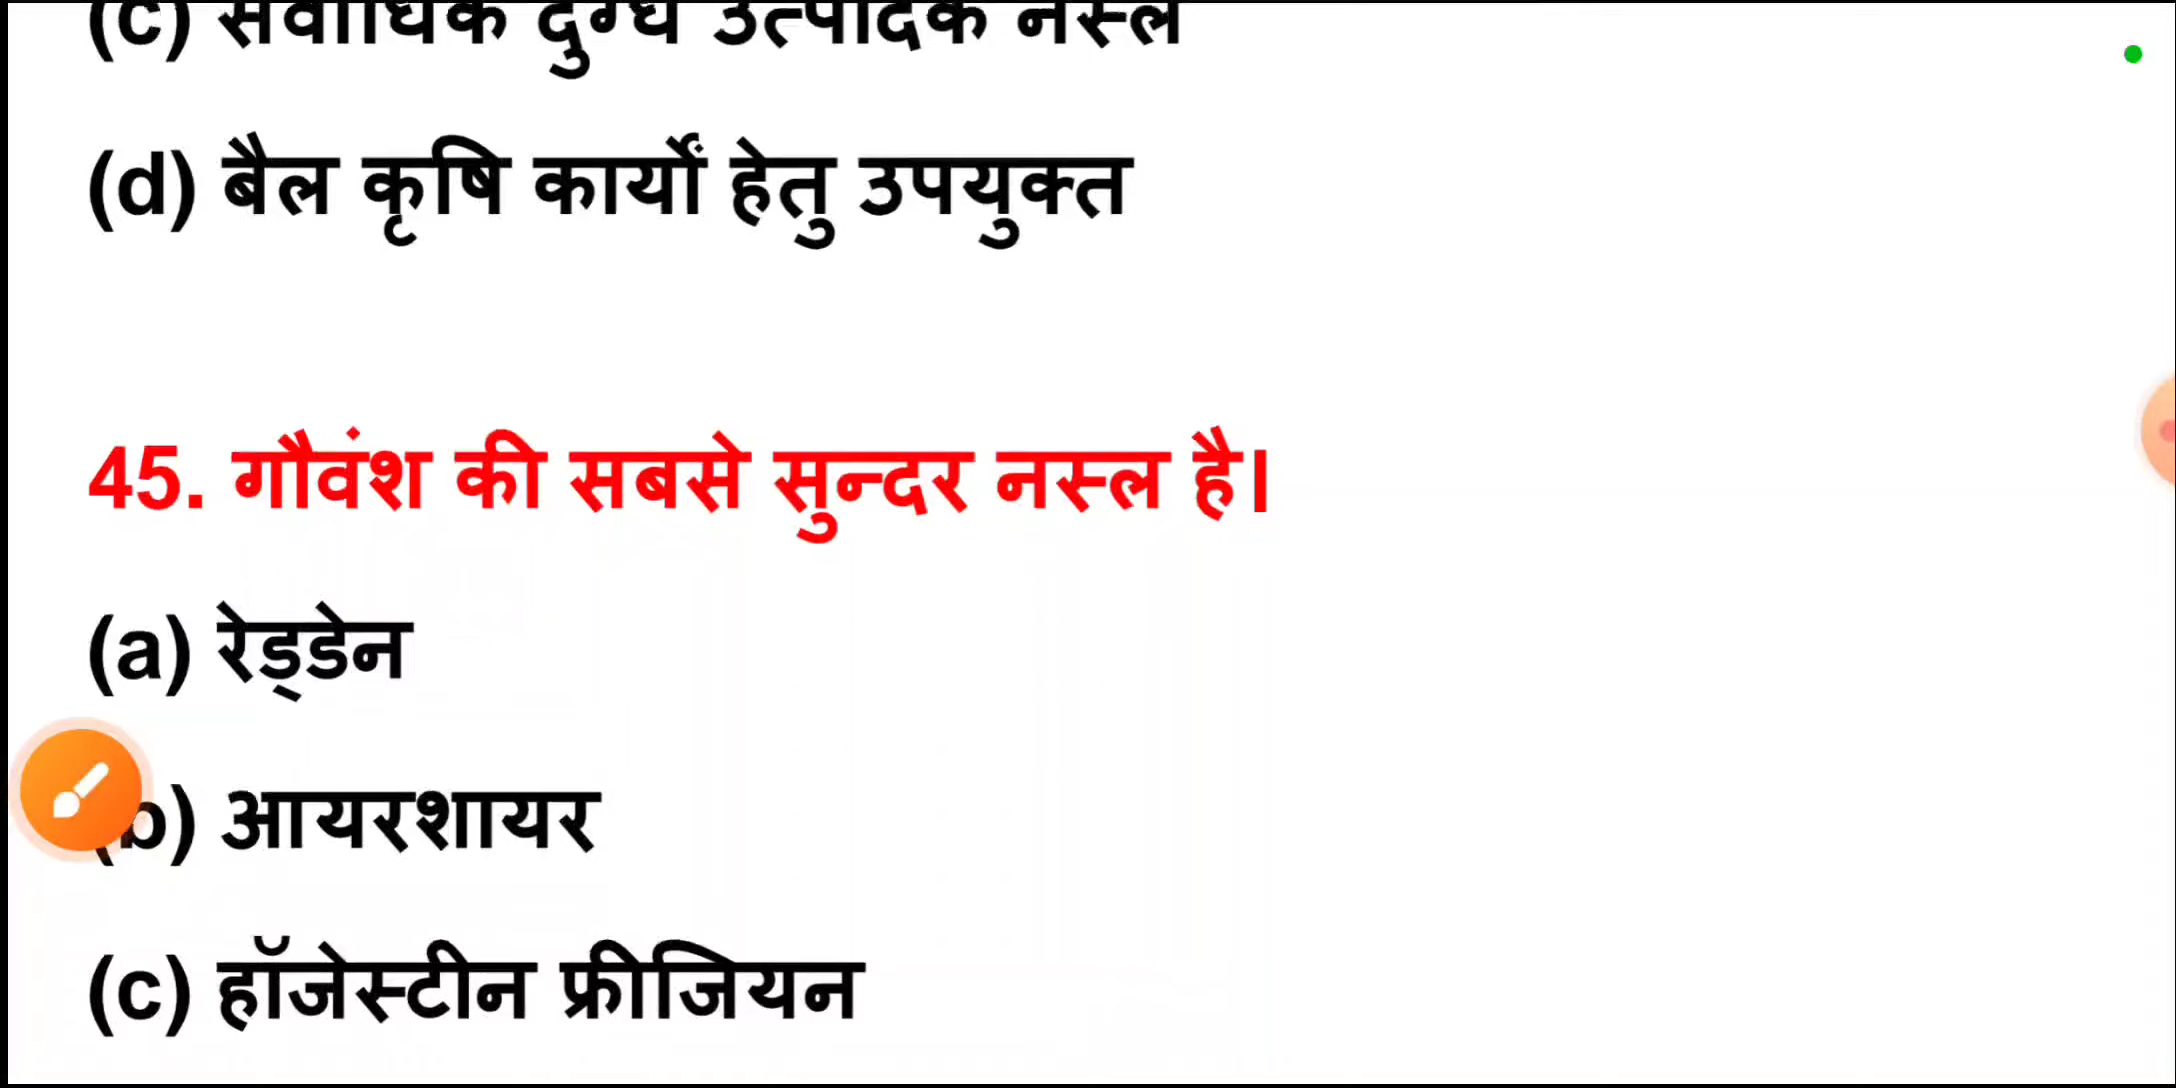 (c) सर्वाधिक दुग्ध उत्पादक नस्ल
(d) बैल कृषि कार्यों हेतु उपयुक्त
45. गौवंश की सबसे सुन्दर नस्ल है।
(a) रेड्डेन
(b) आयरशायर
(c) हॉजेस्टीन फ्रीजियन